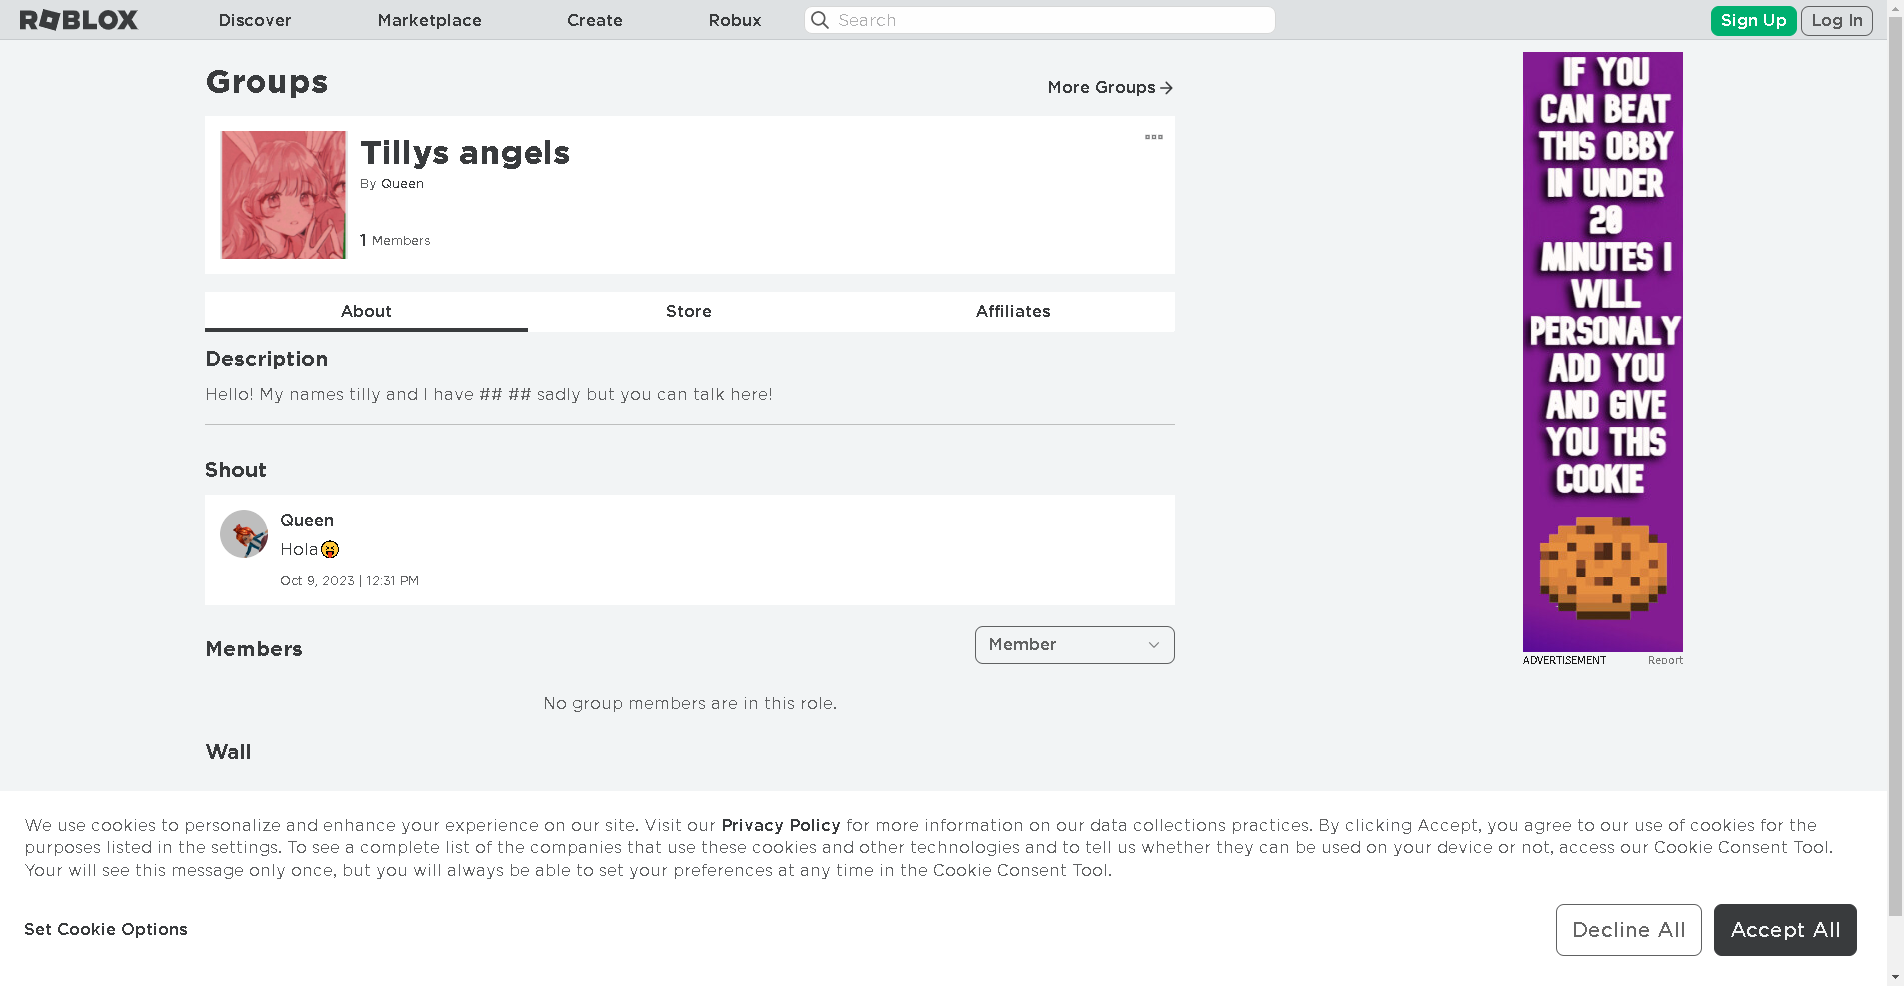 ROBLOX Discover Marketplace Create Robux Search Sign Up Log In
Groups
More Groups
Tillys angels
By Queen
1 Members
About Store Affiliates
Description
Hello! My names tilly and I have ## ## sadly but you can talk here!
Shout
Queen
Hola😝
Oct 9, 2023 | 12:31 PM
Members
Member
No group members are in this role.
Wall
IF YOU
CAN BEAT
THIS OBBY
IN UNDER
20
MINUTES I
WILL
PERSONALY
ADD YOU
AND GIVE
YOU THIS
COOKIE
ADVERTISEMENT Report
We use cookies to personalize and enhance your experience on our site. Visit our Privacy Policy for more information on our data collections practices. By clicking Accept, you agree to our use of cookies for the
purposes listed in the settings. To see a complete list of the companies that use these cookies and other technologies and to tell us whether they can be used on your device or not, access our Cookie Consent Tool.
Your will see this message only once, but you will always be able to set your preferences at any time in the Cookie Consent Tool.
Set Cookie Options
Decline All
Accept All